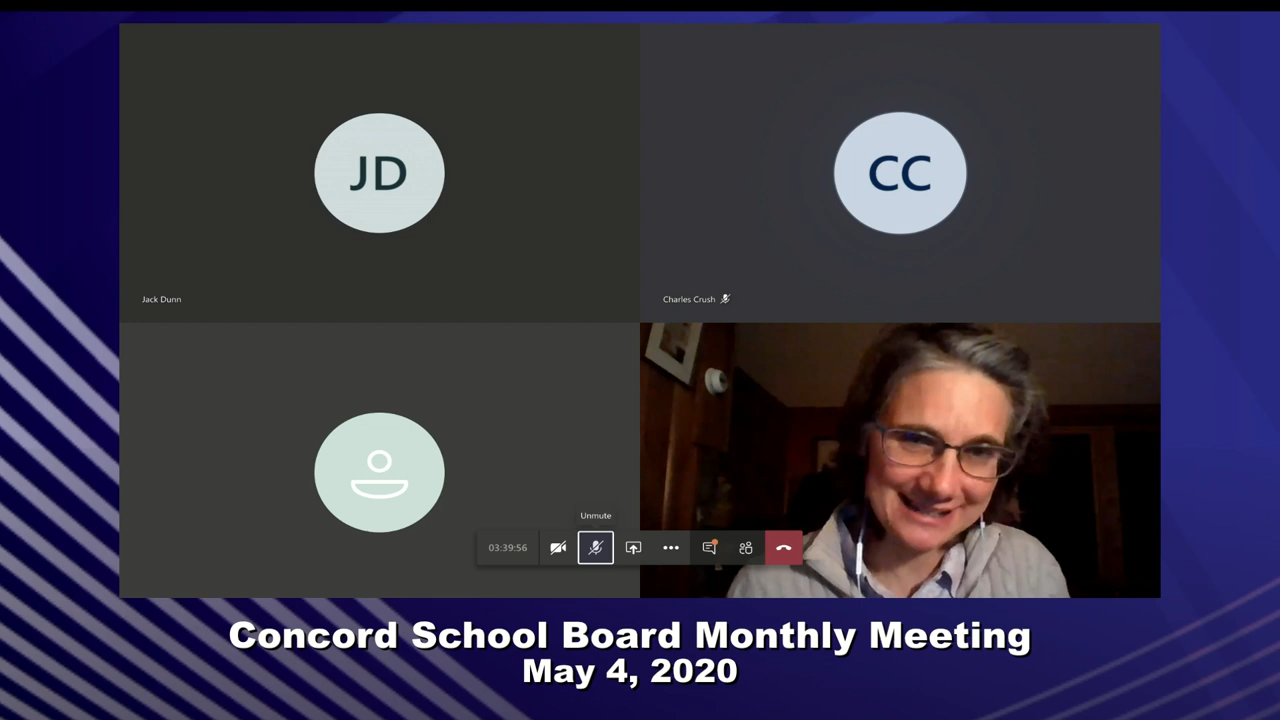 JD
CC
Jack Dunn
Charles Crush
Unmute
03:39:56
Concord School Board Monthly Meeting
May 4, 2020